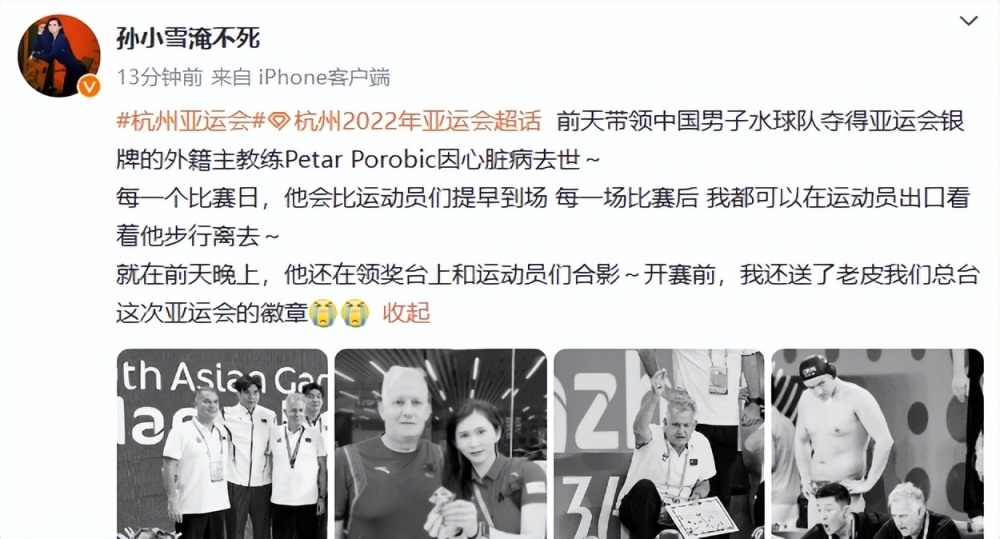 孙小雪淹不死
13分钟前 来自 iPhone客户端
#杭州亚运会#杭州2022年亚运会超话 前天带领中国男子水球队夺得亚运会银
牌的外籍主教练Petar Porobic因心脏病去世~
每一个比赛日，他会比运动员们提早到场 每一场比赛后 我都可以在运动员出口看
着他步行离去~
就在前天晚上，他还在领奖台上和运动员们合影~开赛前，我还送了老皮我们总台
这次亚运会的徽章 收起
th Asian Gam